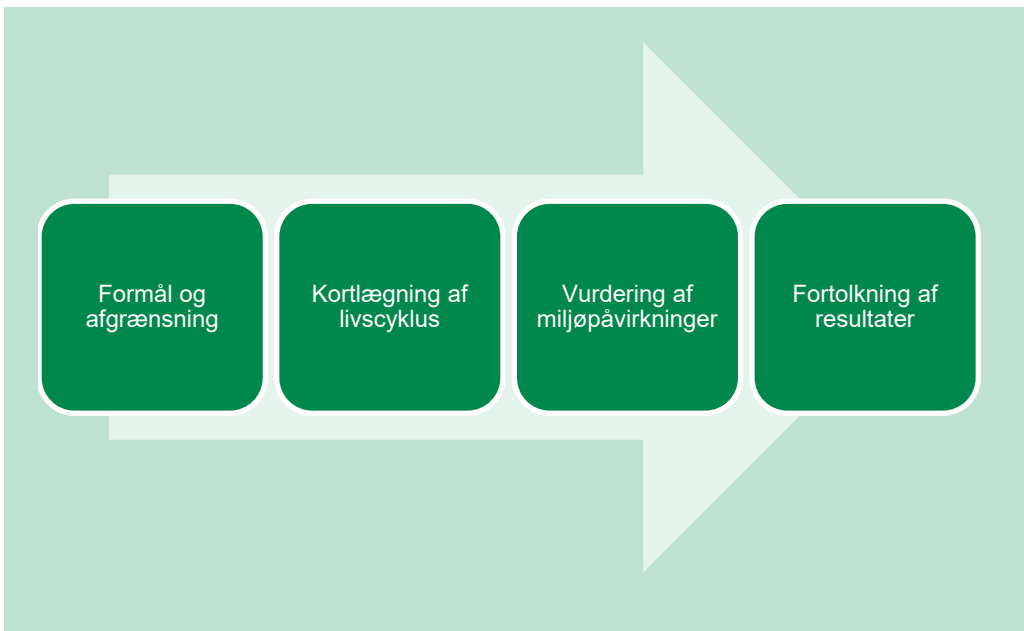 Formål og
afgrænsning
Kortlægning af
livscyklus
Vurdering af
miljøpåvirkninger
Fortolkning af
resultater